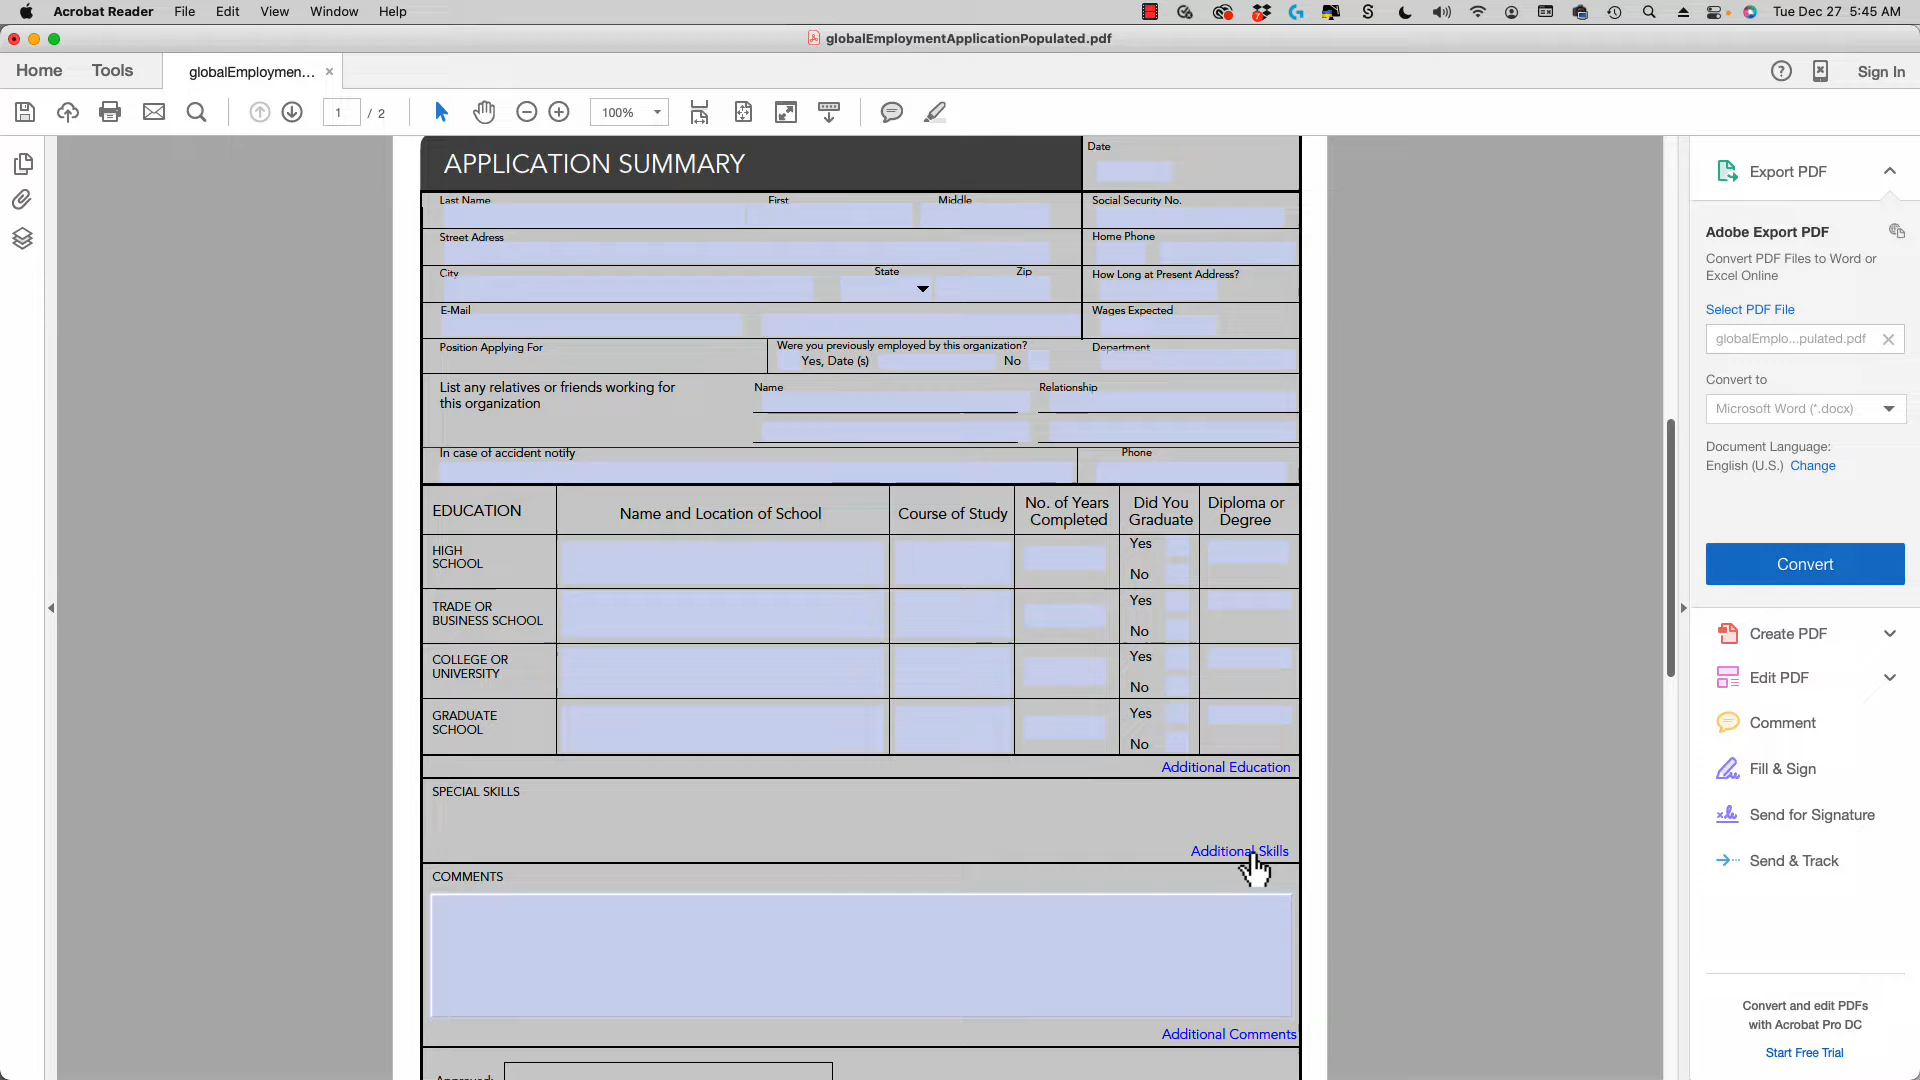 Acrobat Reader File Edit View Window Help Tue Dec 27 5:45 AM
globalEmploymentApplicationPopulated.pdf
Home Tools globalEmploymen... × Sign In
1 / 2 100%
APPLICATION SUMMARY
Date
Last Name First Middle Social Security No.
Street Adress Home Phone
City State Zip How Long at Present Address?
E-Mail Wages Expected
Position Applying For Were you previously employed by this organization? Department
Yes, Date (s) No
List any relatives or friends working for Name Relationship
this organization
In case of accident notify Phone
EDUCATION Name and Location of School Course of Study No. of Years Completed Did You Graduate Diploma or Degree
HIGH SCHOOL Yes No
TRADE OR BUSINESS SCHOOL Yes No
COLLEGE OR UNIVERSITY Yes No
GRADUATE SCHOOL Yes No
Additional Education
SPECIAL SKILLS
Additional Skills
COMMENTS
Additional Comments
Approved:
Export PDF
Adobe Export PDF
Convert PDF Files to Word or
Excel Online
Select PDF File
globalEmplo...pulated.pdf
Convert to
Microsoft Word (*.docx)
Document Language:
English (U.S.) Change
Convert
Create PDF
Edit PDF
Comment
Fill & Sign
Send for Signature
Send & Track
Convert and edit PDFs
with Acrobat Pro DC
Start Free Trial